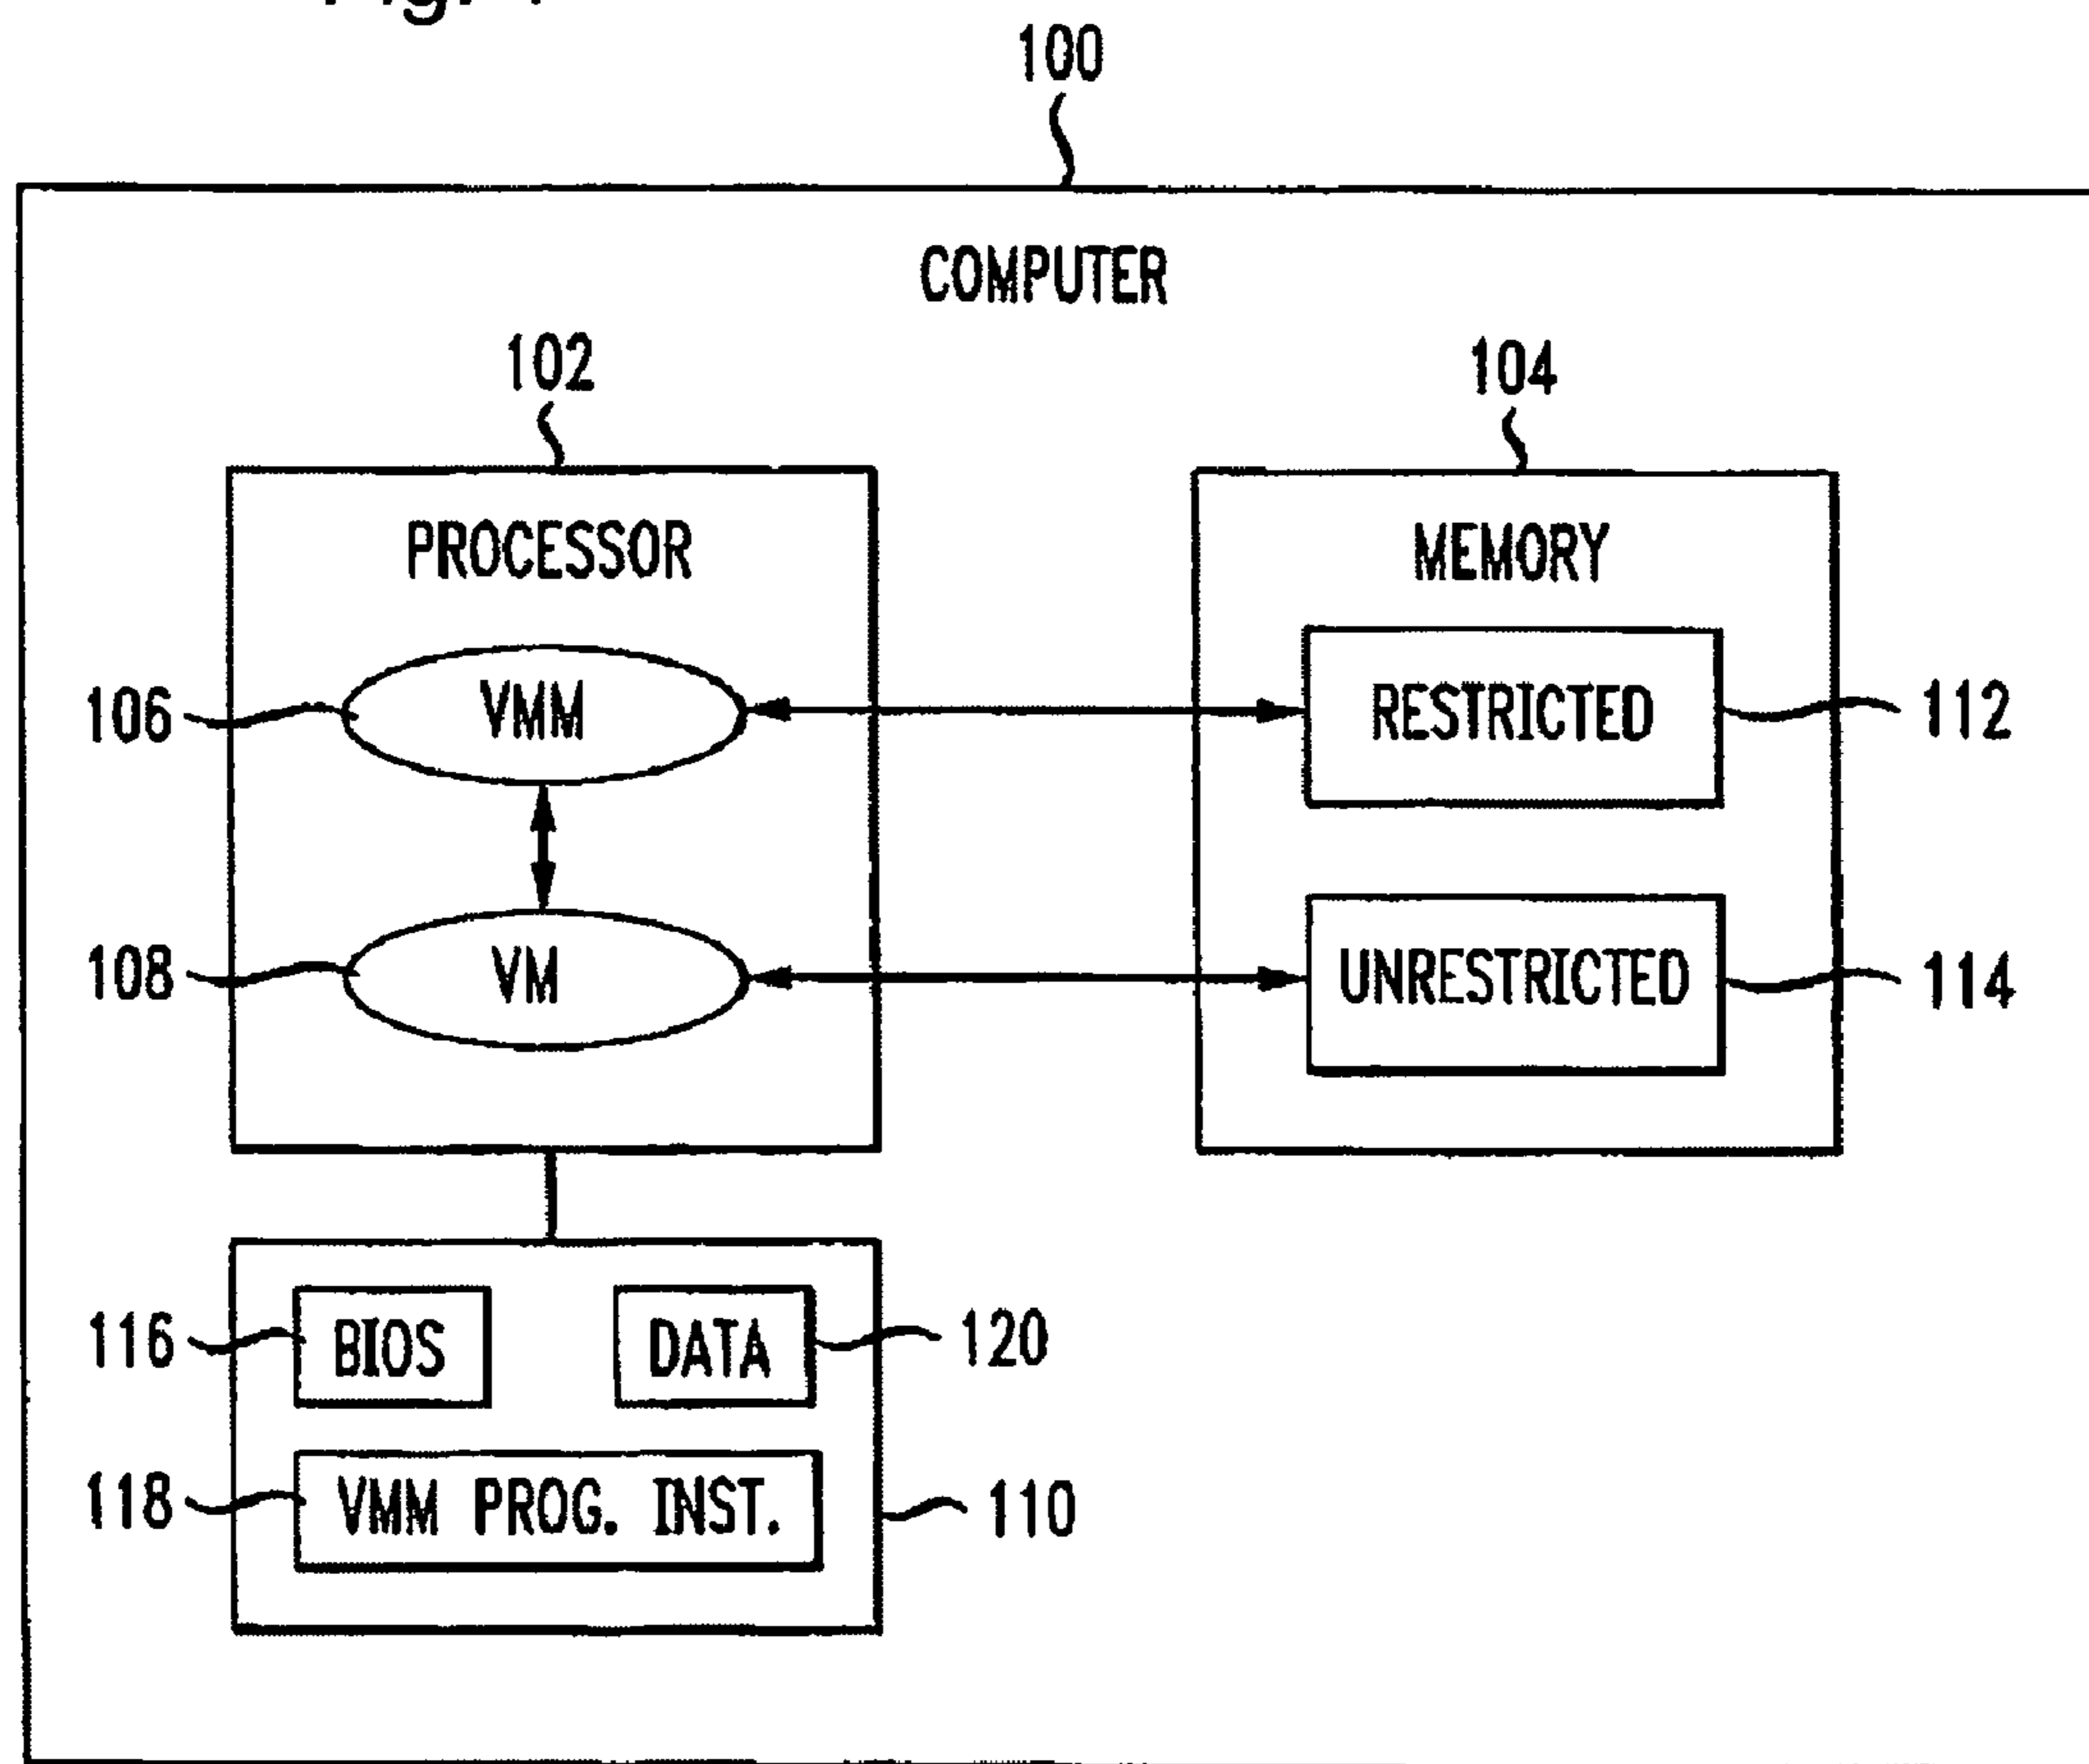 100
COMPUTER
102
104
PROCESSOR
MEMORY
106
VMM
RESTRICTED
112
108
VM
UNRESTRICTED
114
116
BIOS
DATA
120
118
VMM PROG. INST.
110